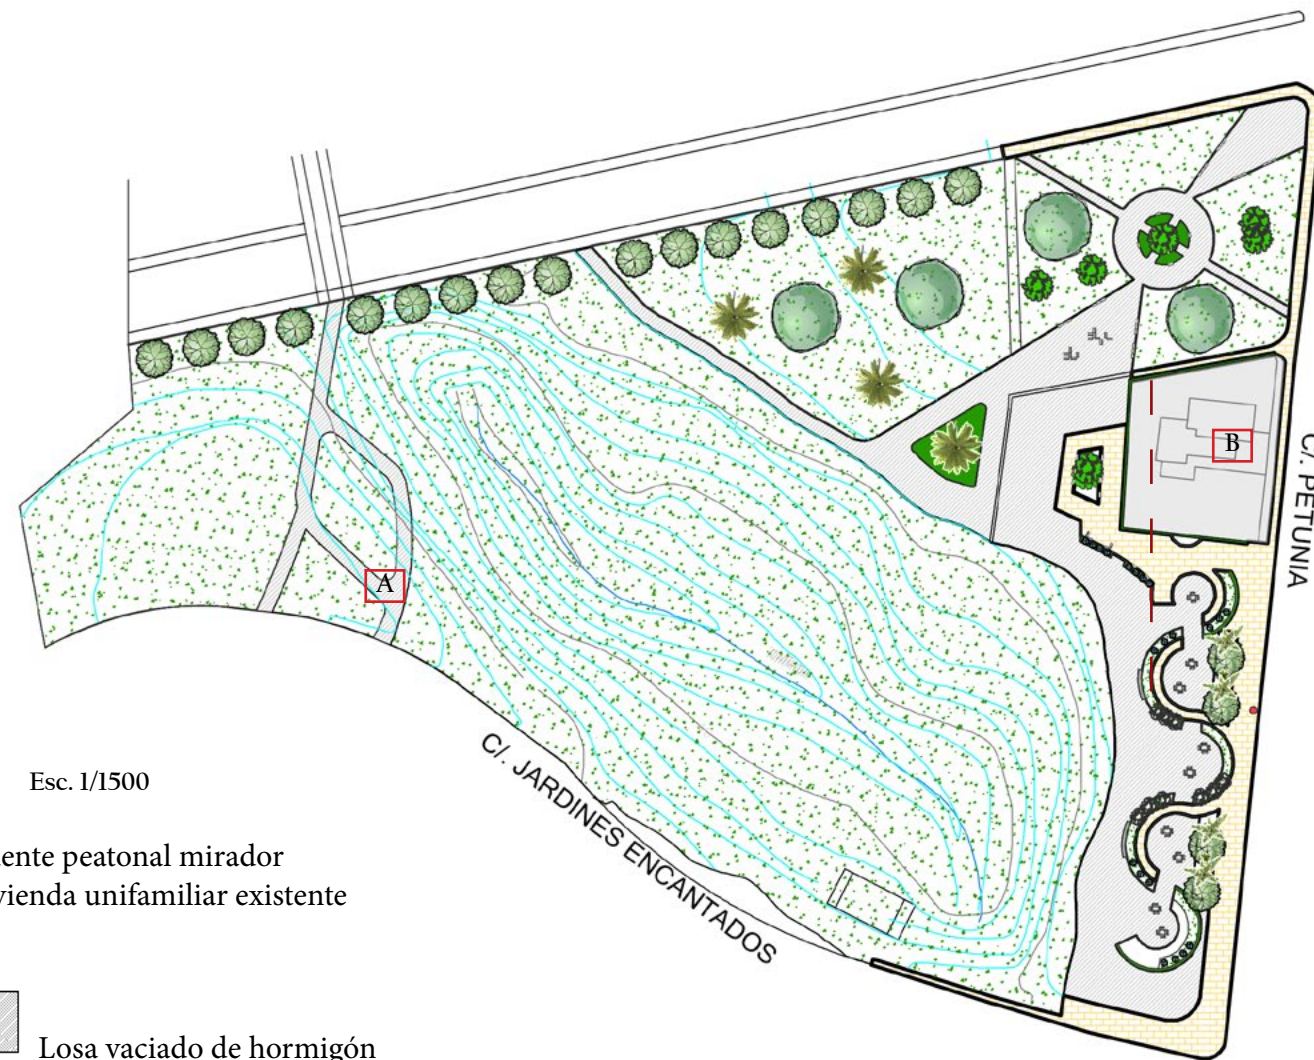 B
C/. PETUNIA
A
C/. JARDINES ENCANTADOS
Esc. 1/1500
ente peatonal mirador
vienda unifamiliar existente
Losa vaciado de hormigón